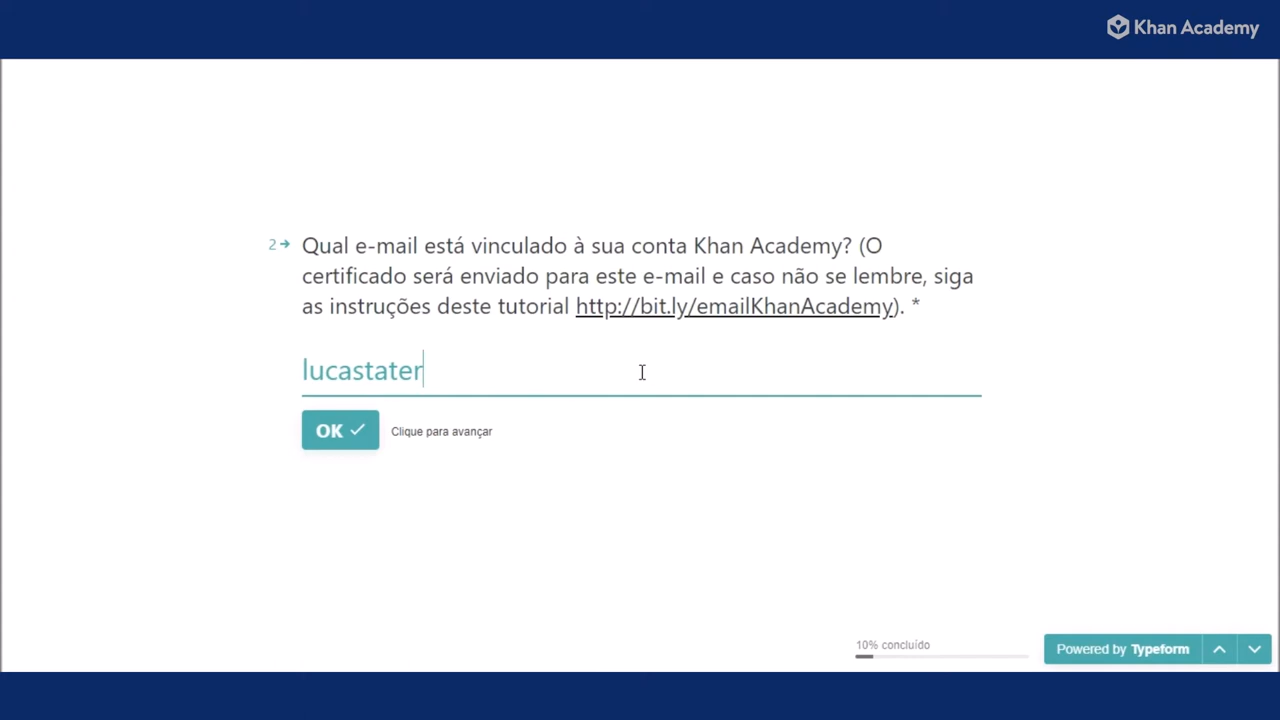 Khan Academy
2 Qual e-mail está vinculado à sua conta Khan Academy? (O
certificado será enviado para este e-mail e caso não se lembre, siga
as instruções deste tutorial http://bit.ly/emailKhanAcademy). *
lucastater
OK Clique para avançar
10% concluído
Powered by Typeform